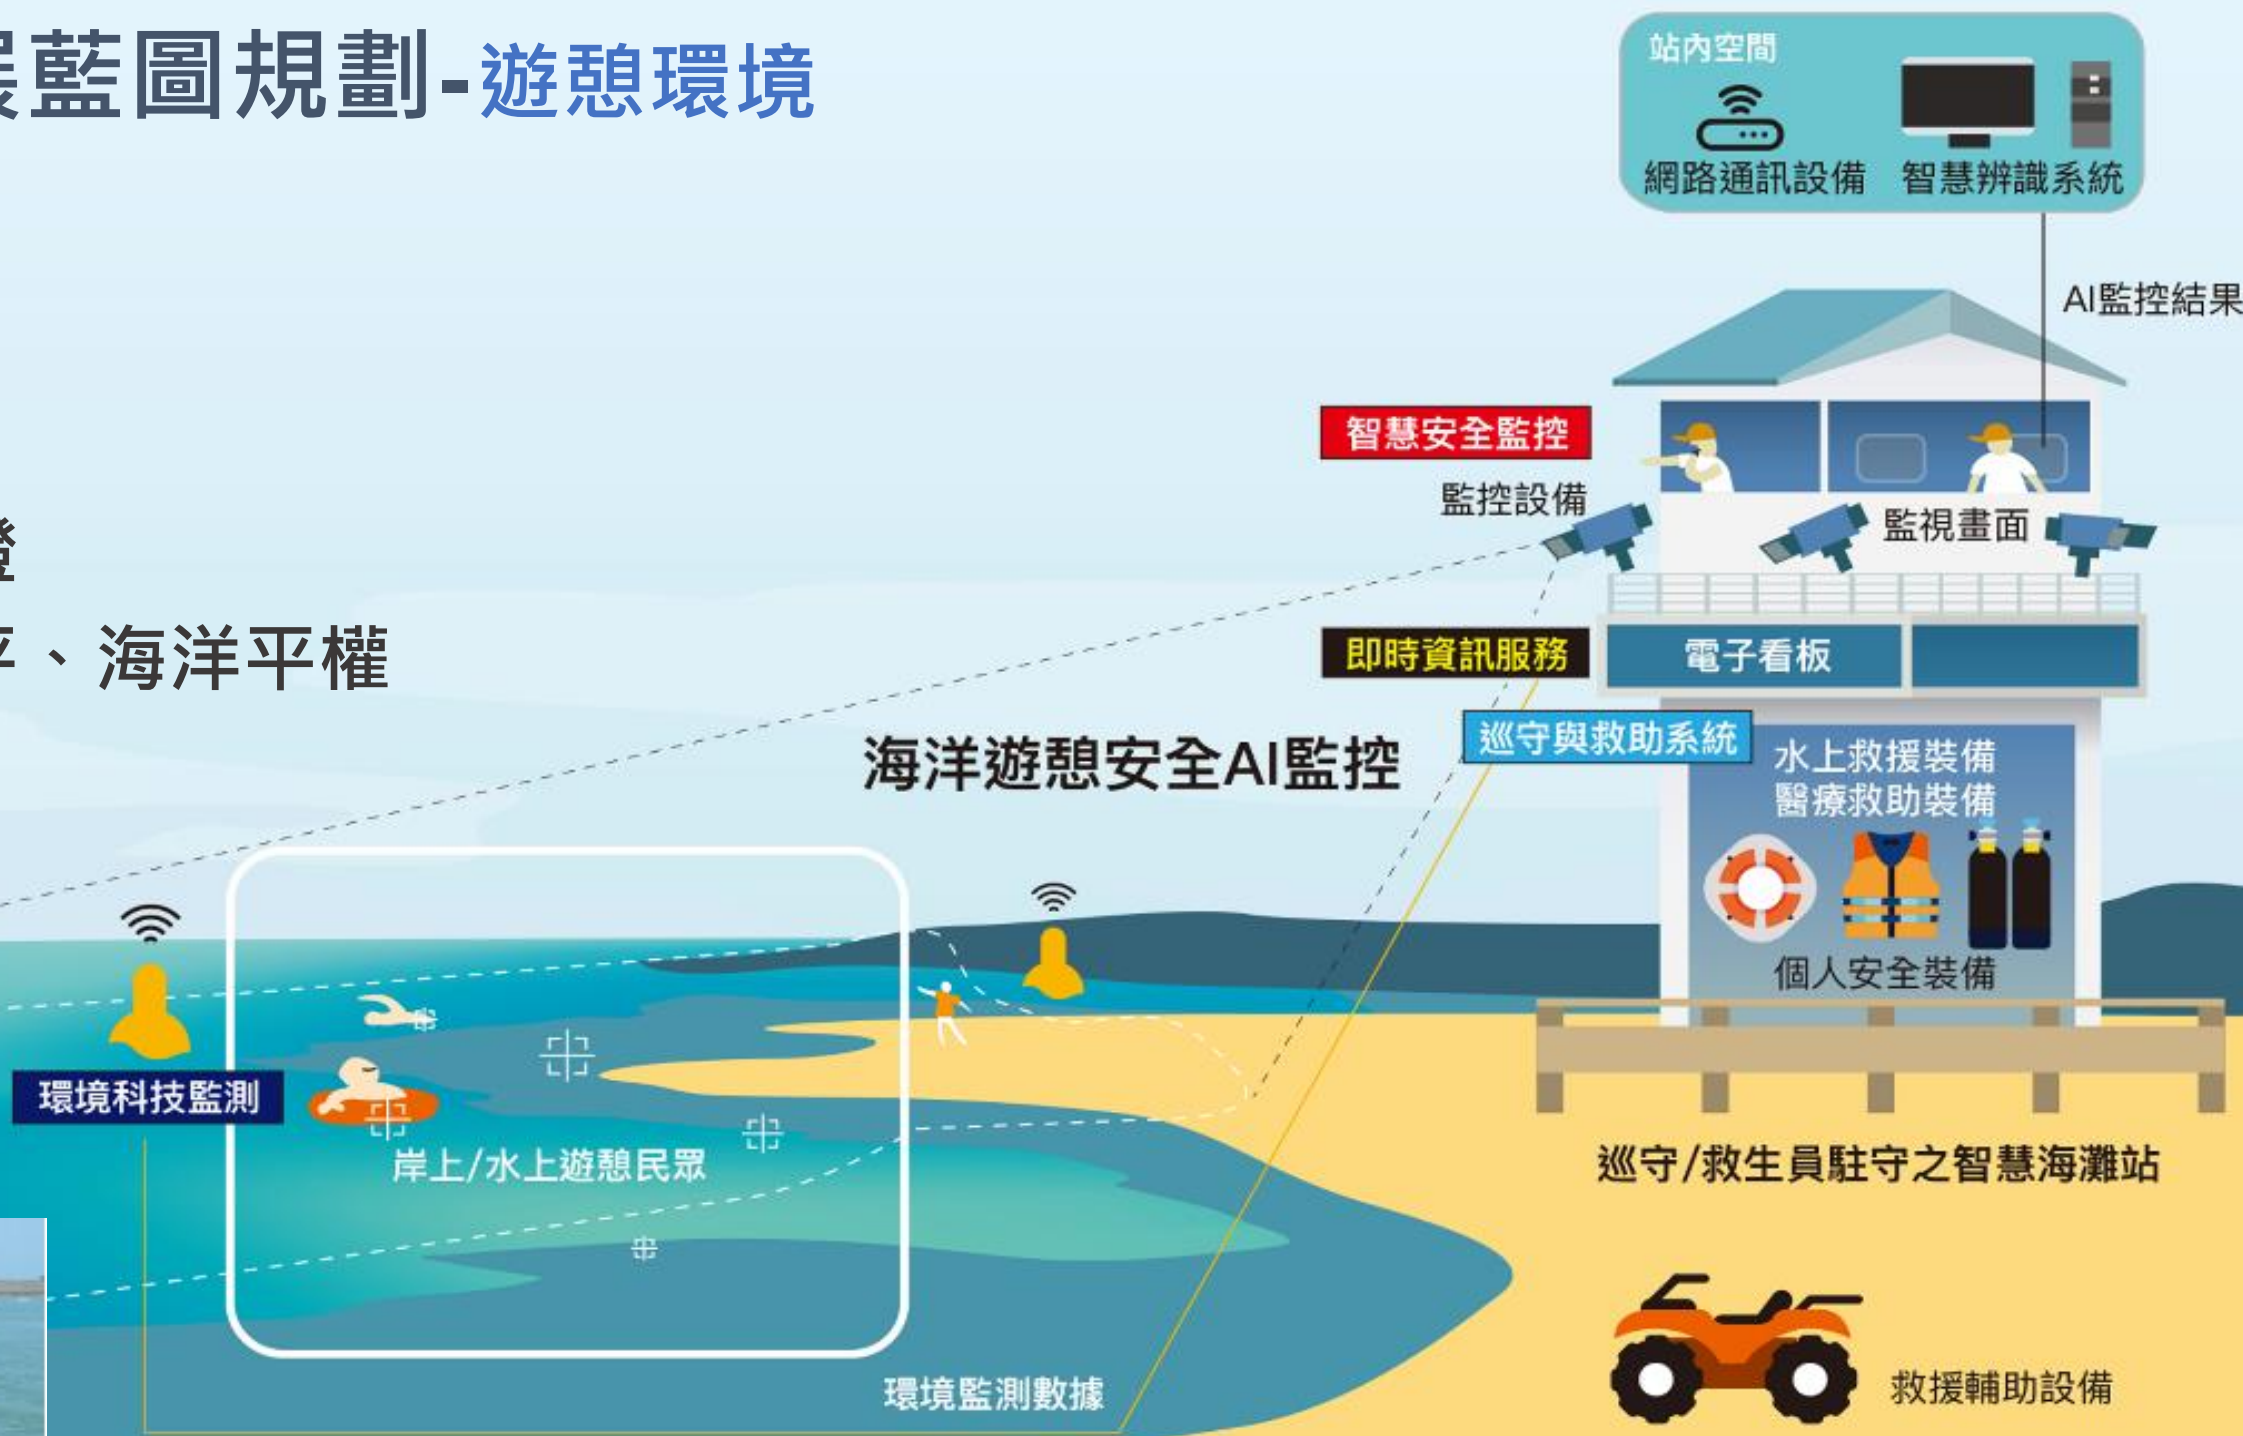 藍圖規劃-遊憩環境
站內空間
網路通訊設備
智慧辨識系統
AI監控結果
智慧安全監控
監控設備
監視畫面
、海洋平權
即時資訊服務
電子看板
海洋遊憩安全AI監控
巡守與救助系統
水上救援裝備
醫療救助裝備
個人安全裝備
環境科技監測
岸上/水上遊憩民眾
巡守/救生員駐守之智慧海灘站
環境監測數據
救援輔助設備